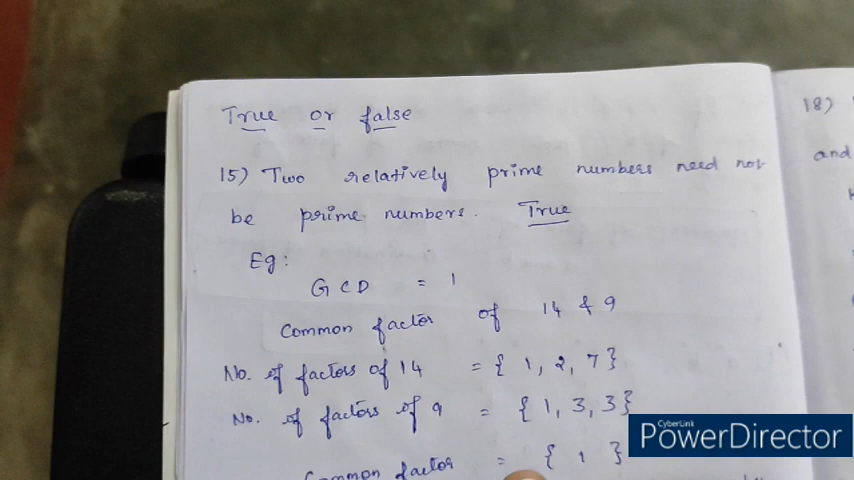 True or false
15) Two relatively prime numbers need not
be prime numbers. True
Eg:
GCD = 1
Common factor of 14 & 9
No. of factors of 14 = { 1, 2, 7 }
No. of factors of 9 = { 1, 3, 3 }
Common factor = { 1 }
18)
and
CyberLink
PowerDirector